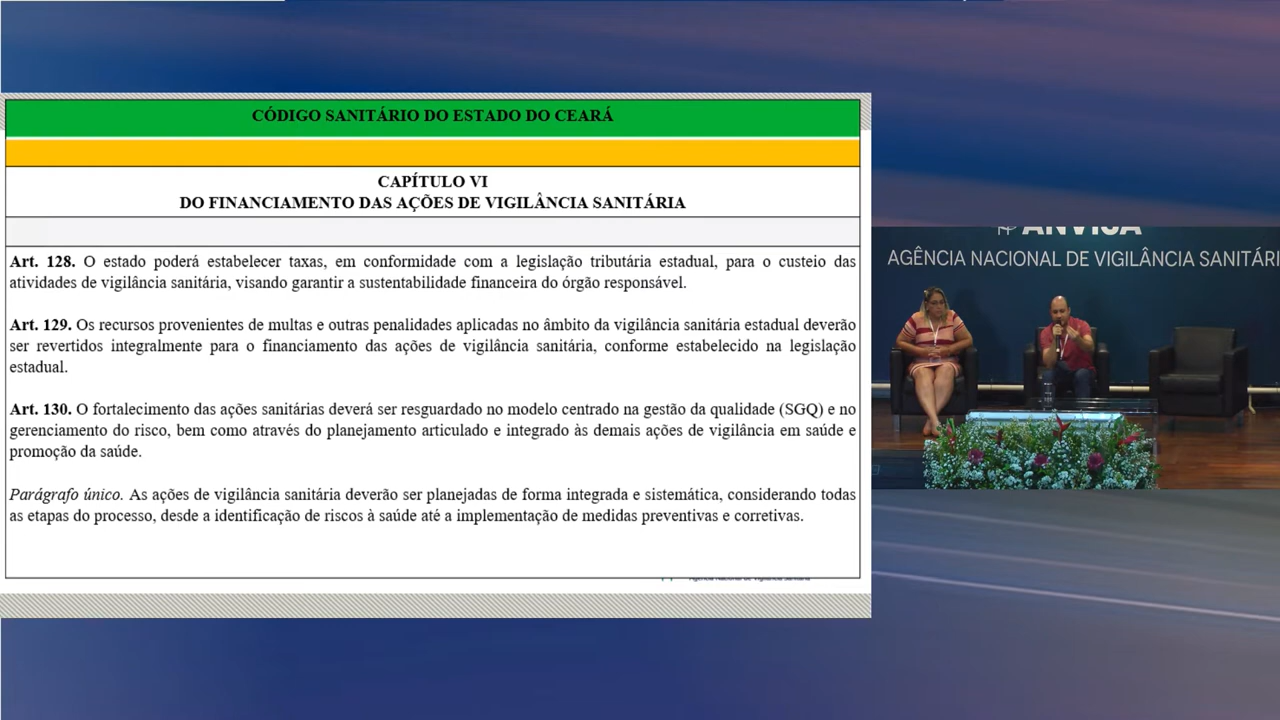 CÓDIGO SANITÁRIO DO ESTADO DO CEARÁ
CAPÍTULO VI
DO FINANCIAMENTO DAS AÇÕES DE VIGILÂNCIA SANITÁRIA
Art. 128. O estado poderá estabelecer taxas, em conformidade com a legislação tributária estadual, para o custeio das
atividades de vigilância sanitária, visando garantir a sustentabilidade financeira do órgão responsável.
Art. 129. Os recursos provenientes de multas e outras penalidades aplicadas no âmbito da vigilância sanitária estadual deverão
ser revertidos integralmente para o financiamento das ações de vigilância sanitária, conforme estabelecido na legislação
estadual.
Art. 130. O fortalecimento das ações sanitárias deverá ser resguardado no modelo centrado na gestão da qualidade (SGQ) e no
gerenciamento do risco, bem como através do planejamento articulado e integrado às demais ações de vigilância em saúde e
promoção da saúde.
Parágrafo único. As ações de vigilância sanitária deverão ser planejadas de forma integrada e sistemática, considerando todas
as etapas do processo, desde a identificação de riscos à saúde até a implementação de medidas preventivas e corretivas.
Agência Nacional de Vigilância Sanitária
ANVISA
AGÊNCIA NACIONAL DE VIGILÂNCIA SANITÁRI